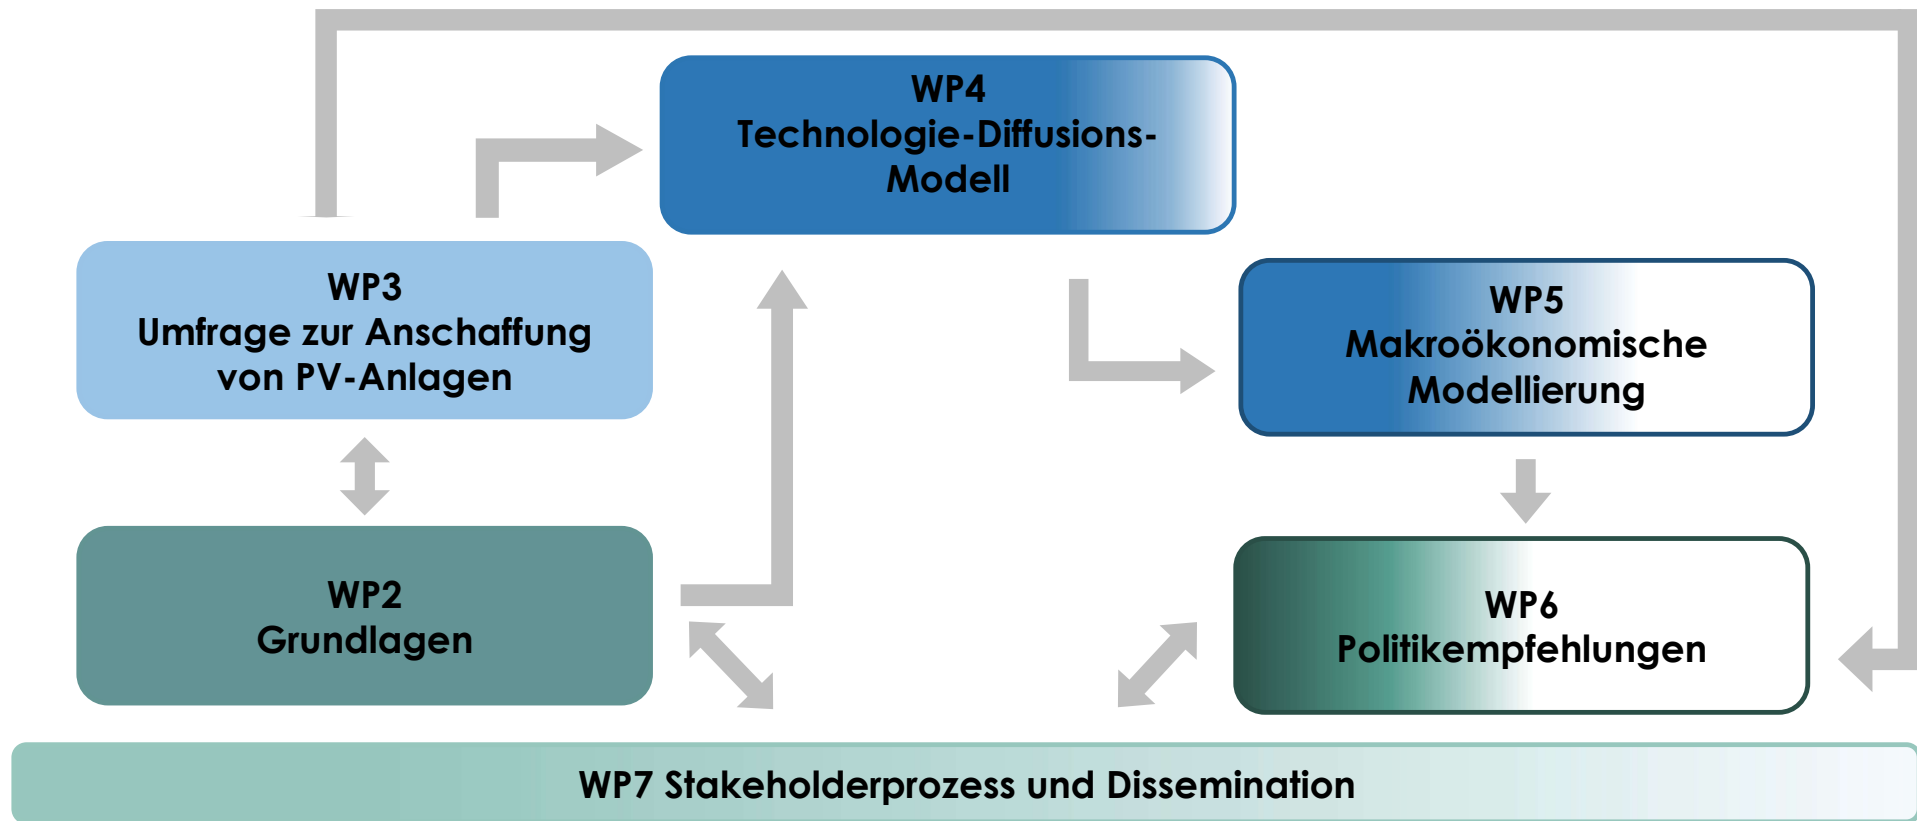 WP4
Technologie-Diffusions-
Modell
WP3
Umfrage zur Anschaffung
von PV-Anlagen
WP5
Makroökonomische
Modellierung
WP2
Grundlagen
WP6
Politikempfehlungen
WP7 Stakeholderprozess und Dissemination